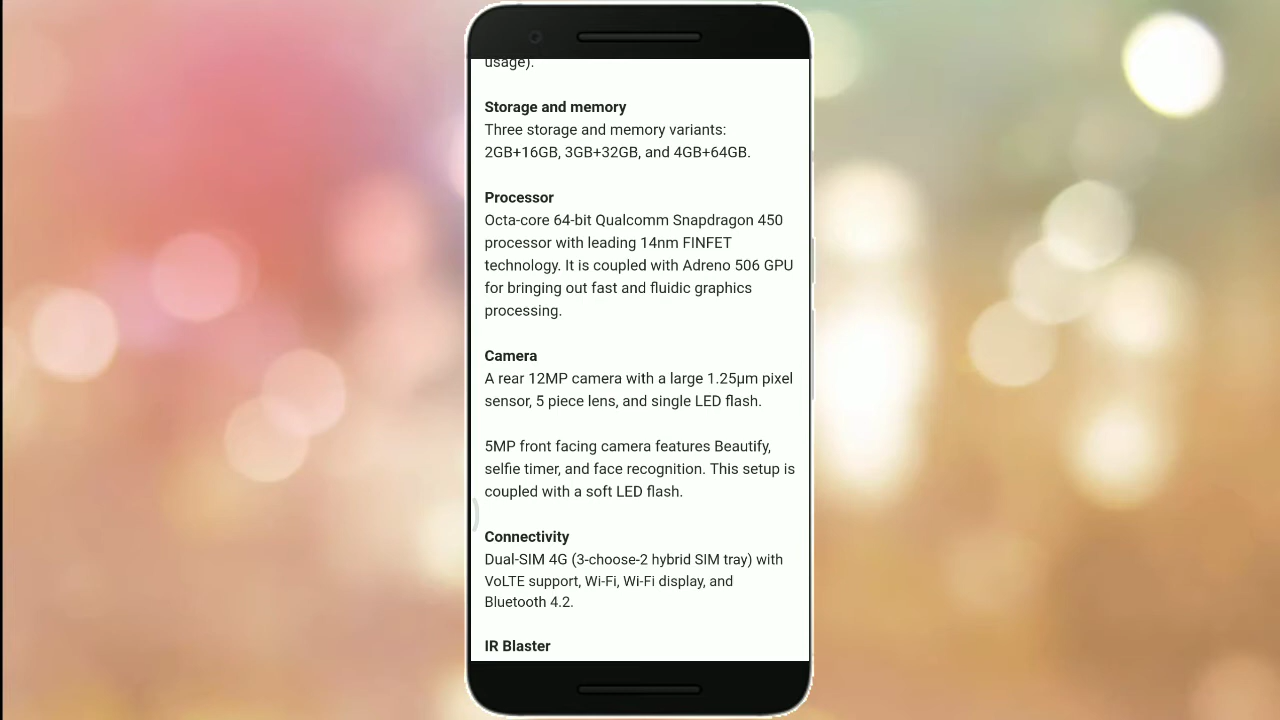 usage).
Storage and memory
Three storage and memory variants:
2GB+16GB, 3GB+32GB, and 4GB+64GB.
Processor
Octa-core 64-bit Qualcomm Snapdragon 450
processor with leading 14nm FINFET
technology. It is coupled with Adreno 506 GPU
for bringing out fast and fluidic graphics
processing.
Camera
A rear 12MP camera with a large 1.25μm pixel
sensor, 5 piece lens, and single LED flash.
5MP front facing camera features Beautify,
selfie timer, and face recognition. This setup is
coupled with a soft LED flash.
Connectivity
Dual-SIM 4G (3-choose-2 hybrid SIM tray) with
VoLTE support, Wi-Fi, Wi-Fi display, and
Bluetooth 4.2.
IR Blaster